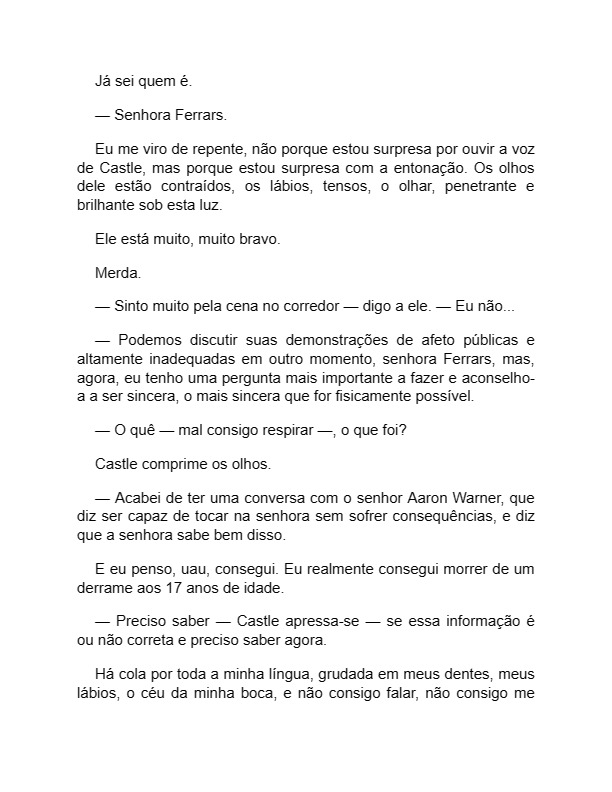 Já sei quem é.
— Senhora Ferrars.
Eu me viro de repente, não porque estou surpresa por ouvir a voz
de Castle, mas porque estou surpresa com a entonação. Os olhos
dele estão contraídos, os lábios, tensos, o olhar, penetrante e
brilhante sob esta luz.
Ele está muito, muito bravo.
Merda.
— Sinto muito pela cena no corredor — digo a ele. — Eu não...
— Podemos discutir suas demonstrações de afeto públicas e
altamente inadequadas em outro momento, senhora Ferrars, mas,
agora, eu tenho uma pergunta mais importante a fazer e aconselho-
a a ser sincera, o mais sincera que for fisicamente possível.
— O quê — mal consigo respirar —, o que foi?
Castle comprime os olhos.
— Acabei de ter uma conversa com o senhor Aaron Warner, que
diz ser capaz de tocar na senhora sem sofrer consequências, e diz
que a senhora sabe bem disso.
E eu penso, uau, consegui. Eu realmente consegui morrer de um
derrame aos 17 anos de idade.
— Preciso saber — Castle apressa-se — se essa informação é
ou não correta e preciso saber agora.
Há cola por toda a minha língua, grudada em meus dentes, meus
lábios, o céu da minha boca, e não consigo falar, não consigo me